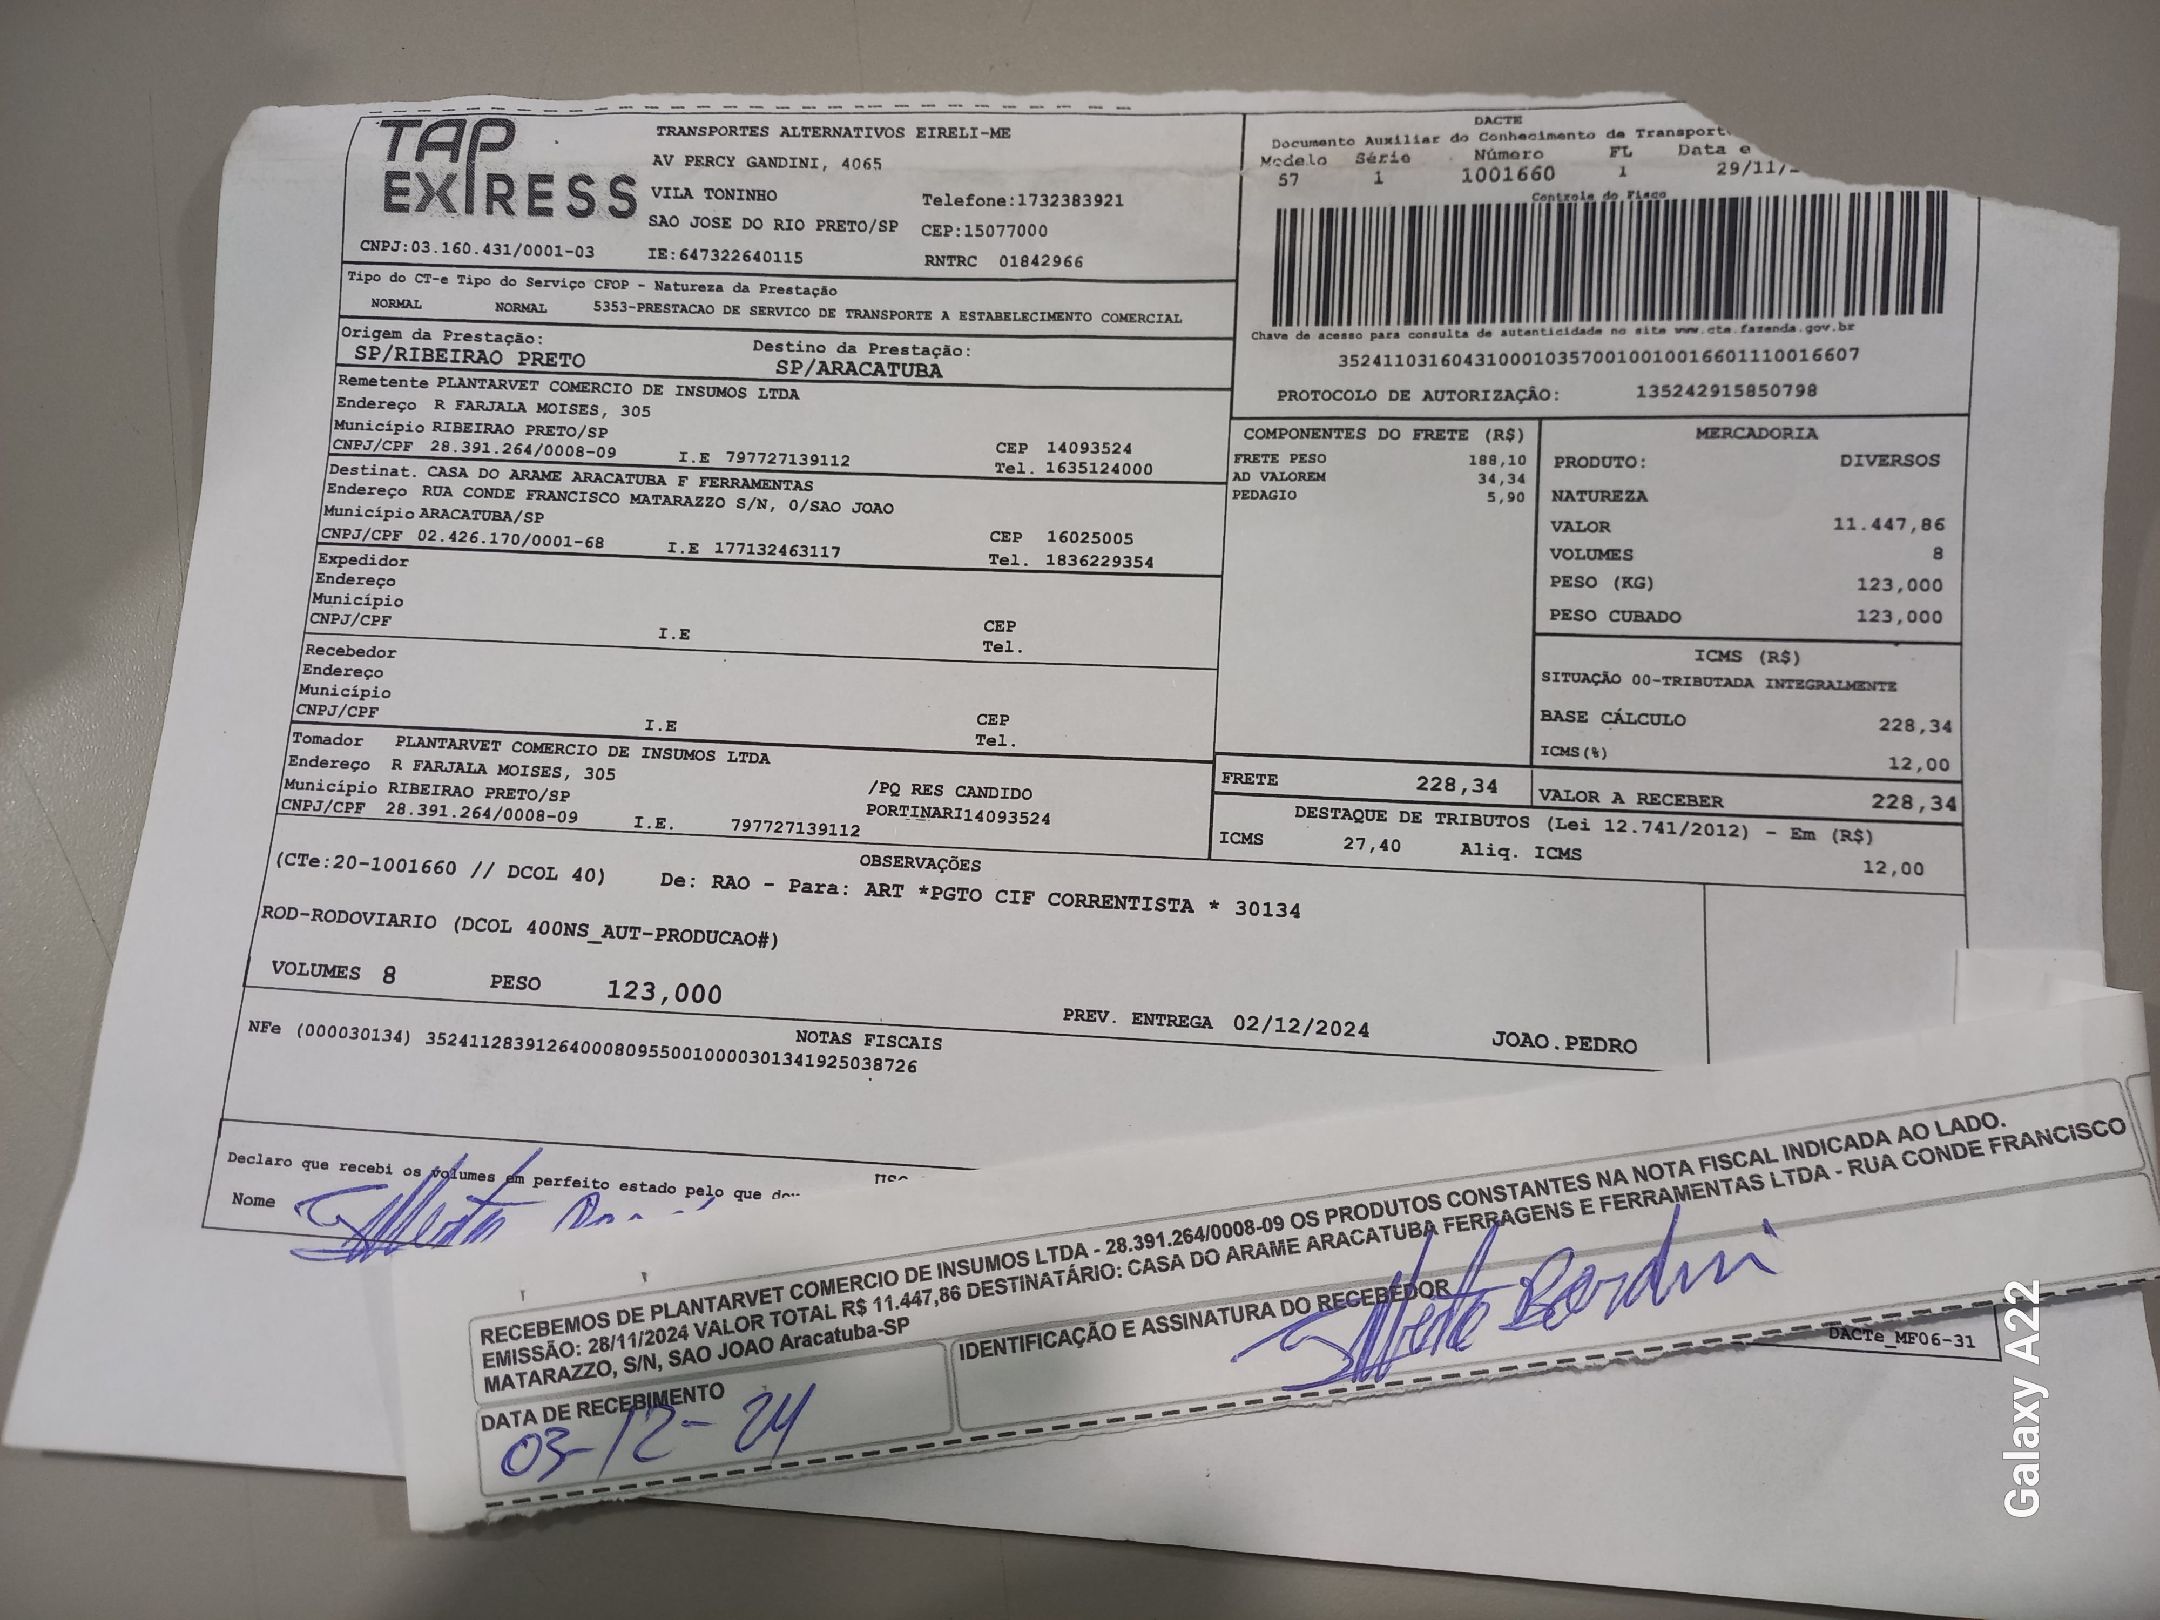 TAP EXPRESS
TRANSPORTES ALTERNATIVOS EIRELI-ME
AV PERCY GANDINI, 4065
VILA TONINHO Telefone:1732383921
SAO JOSE DO RIO PRETO/SP CEP:15077000
CNPJ:03.160.431/0001-03 IE:647322640115 RNTRC 01842966
DACTE
Documento Auxiliar do Conhecimento de Transport
Modelo Série Número FL Data e
57 1 1001660 1 29/11/
Controle do Fisco
Chave de acesso para consulta de autenticidade no site www.cte.fazenda.gov.br
35241103160431000103570010010016601110016607
PROTOCOLO DE AUTORIZAÇÃO: 135242915850798
Tipo do CT-e Tipo do Serviço CFOP - Natureza da Prestação
NORMAL NORMAL 5353-PRESTACAO DE SERVICO DE TRANSPORTE A ESTABELECIMENTO COMERCIAL
Origem da Prestação: Destino da Prestação:
SP/RIBEIRAO PRETO SP/ARACATUBA
Remetente PLANTARVET COMERCIO DE INSUMOS LTDA
Endereço R FARJALA MOISES, 305
Município RIBEIRAO PRETO/SP CEP 14093524
CNPJ/CPF 28.391.264/0008-09 I.E 797727139112 Tel. 1635124000
Destinat. CASA DO ARAME ARACATUBA F FERRAMENTAS
Endereço RUA CONDE FRANCISCO MATARAZZO S/N, 0/SAO JOAO
Município ARACATUBA/SP CEP 16025005
CNPJ/CPF 02.426.170/0001-68 I.E 177132463117 Tel. 1836229354
Expedidor
Endereço
Município CEP
CNPJ/CPF I.E Tel.
Recebedor
Endereço
Município CEP
CNPJ/CPF I.E Tel.
Tomador PLANTARVET COMERCIO DE INSUMOS LTDA
Endereço R FARJALA MOISES, 305 /PQ RES CANDIDO
Município RIBEIRAO PRETO/SP PORTINARI14093524
CNPJ/CPF 28.391.264/0008-09 I.E. 797727139112
COMPONENTES DO FRETE (R$)
FRETE PESO 188,10
AD VALOREM 34,34
PEDAGIO 5,90
MERCADORIA
PRODUTO: DIVERSOS
NATUREZA
VALOR 11.447,86
VOLUMES 8
PESO (KG) 123,000
PESO CUBADO 123,000
ICMS (R$)
SITUAÇÃO 00-TRIBUTADA INTEGRALMENTE
BASE CÁLCULO 228,34
ICMS(%) 12,00
FRETE 228,34 VALOR A RECEBER 228,34
DESTAQUE DE TRIBUTOS (Lei 12.741/2012) - Em (R$)
ICMS 27,40 Aliq. ICMS 12,00
OBSERVAÇÕES
(CTe:20-1001660 // DCOL 40) De: RAO - Para: ART *PGTO CIF CORRENTISTA * 30134
ROD-RODOVIARIO (DCOL 400NS_AUT-PRODUCAO#)
VOLUMES 8 PESO 123,000 PREV. ENTREGA 02/12/2024 JOAO.PEDRO
NOTAS FISCAIS
NFe (000030134) 35241128391264000809550010000301341925038726
Declaro que recebi os volumes em perfeito estado pelo que
Nome
RECEBEMOS DE PLANTARVET COMERCIO DE INSUMOS LTDA - 28.391.264/0008-09 OS PRODUTOS CONSTANTES NA NOTA FISCAL INDICADA AO LADO.
EMISSÃO: 28/11/2024 VALOR TOTAL R$ 11.447,86 DESTINATÁRIO: CASA DO ARAME ARACATUBA FERRAGENS E FERRAMENTAS LTDA - RUA CONDE FRANCISCO
MATARAZZO, S/N, SAO JOAO Aracatuba-SP
DATA DE RECEBIMENTO IDENTIFICAÇÃO E ASSINATURA DO RECEBEDOR
03-12-24
DACTe_MF06-31
Galaxy A22